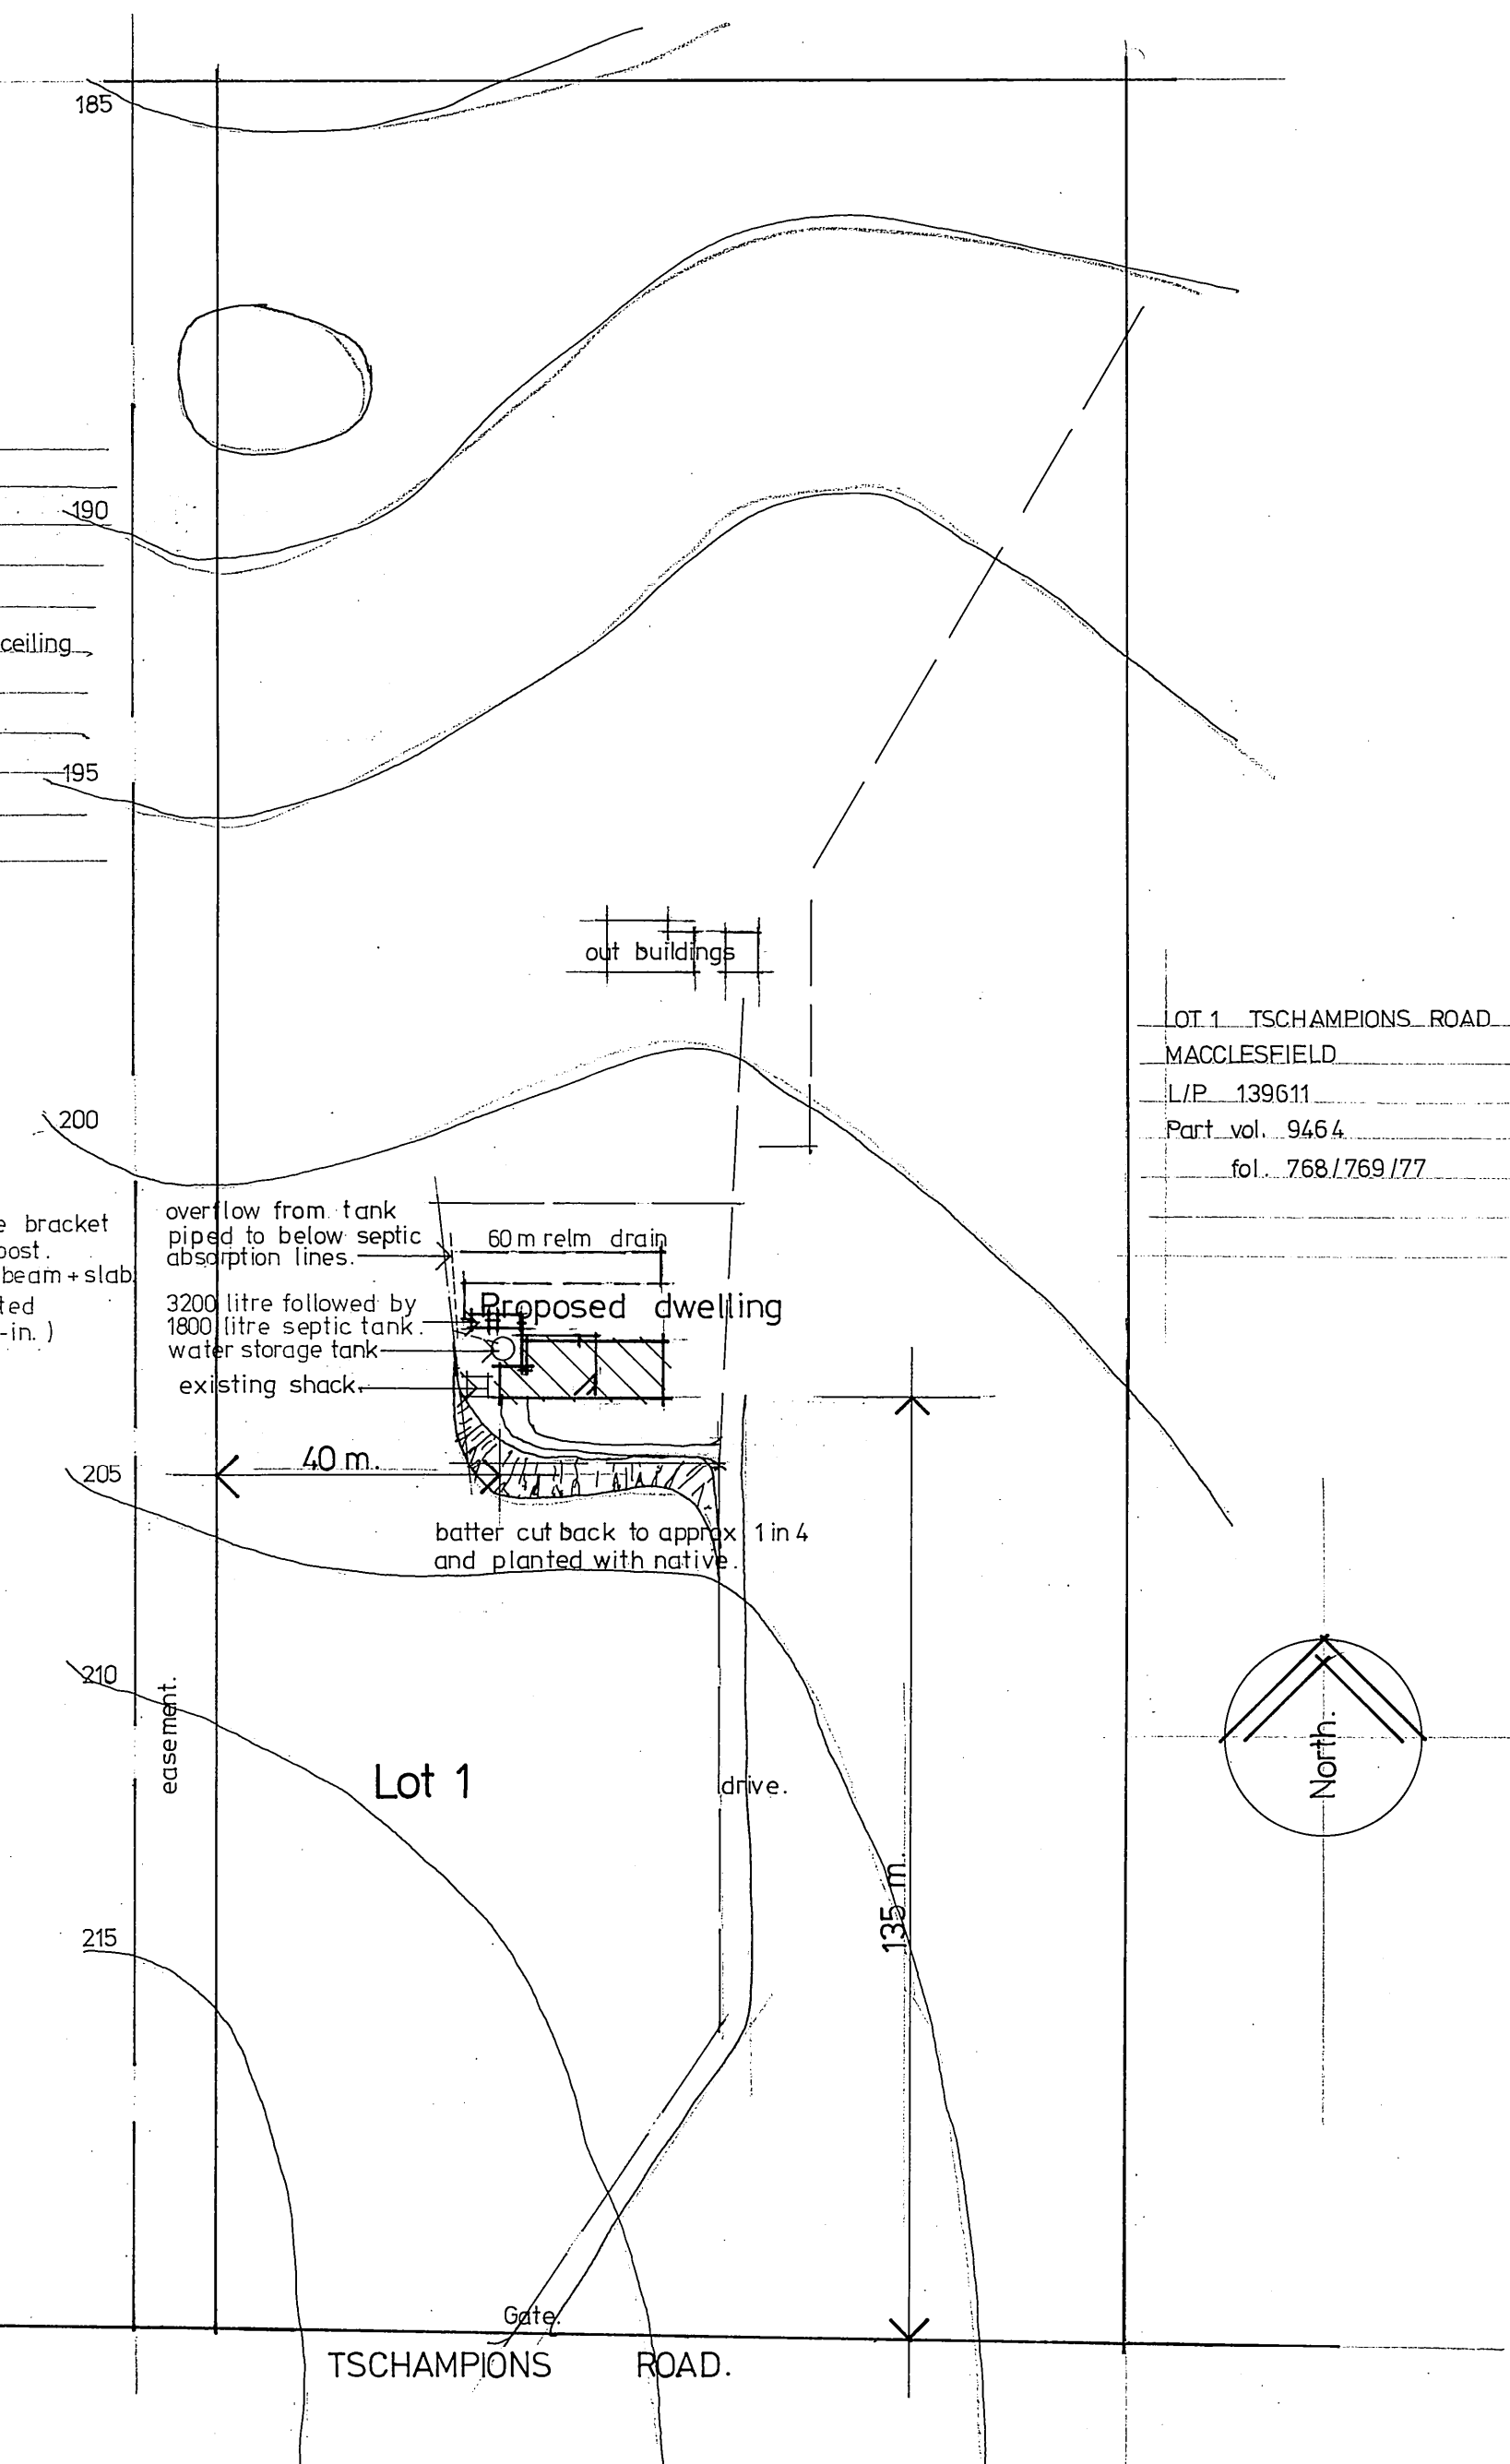 185
190
ceiling
195
out buildings
LOT 1 TSCHAMPIONS ROAD
MACCLESFIELD
L/P 139611
Part vol. 9464
fol. 768/769/77
200
overflow from tank
piped to below septic
absorption lines.
60 m relm drain
bracket
beam + slab
Proposed dwelling
3200 litre followed by
1800 litre septic tank.
water storage tank
-in. )
existing shack.
40 m.
205
batter cut back to approx 1 in 4
and planted with native.
210
easement.
Lot 1
drive.
North.
135 m.
215
Gate.
TSCHAMPIONS ROAD.